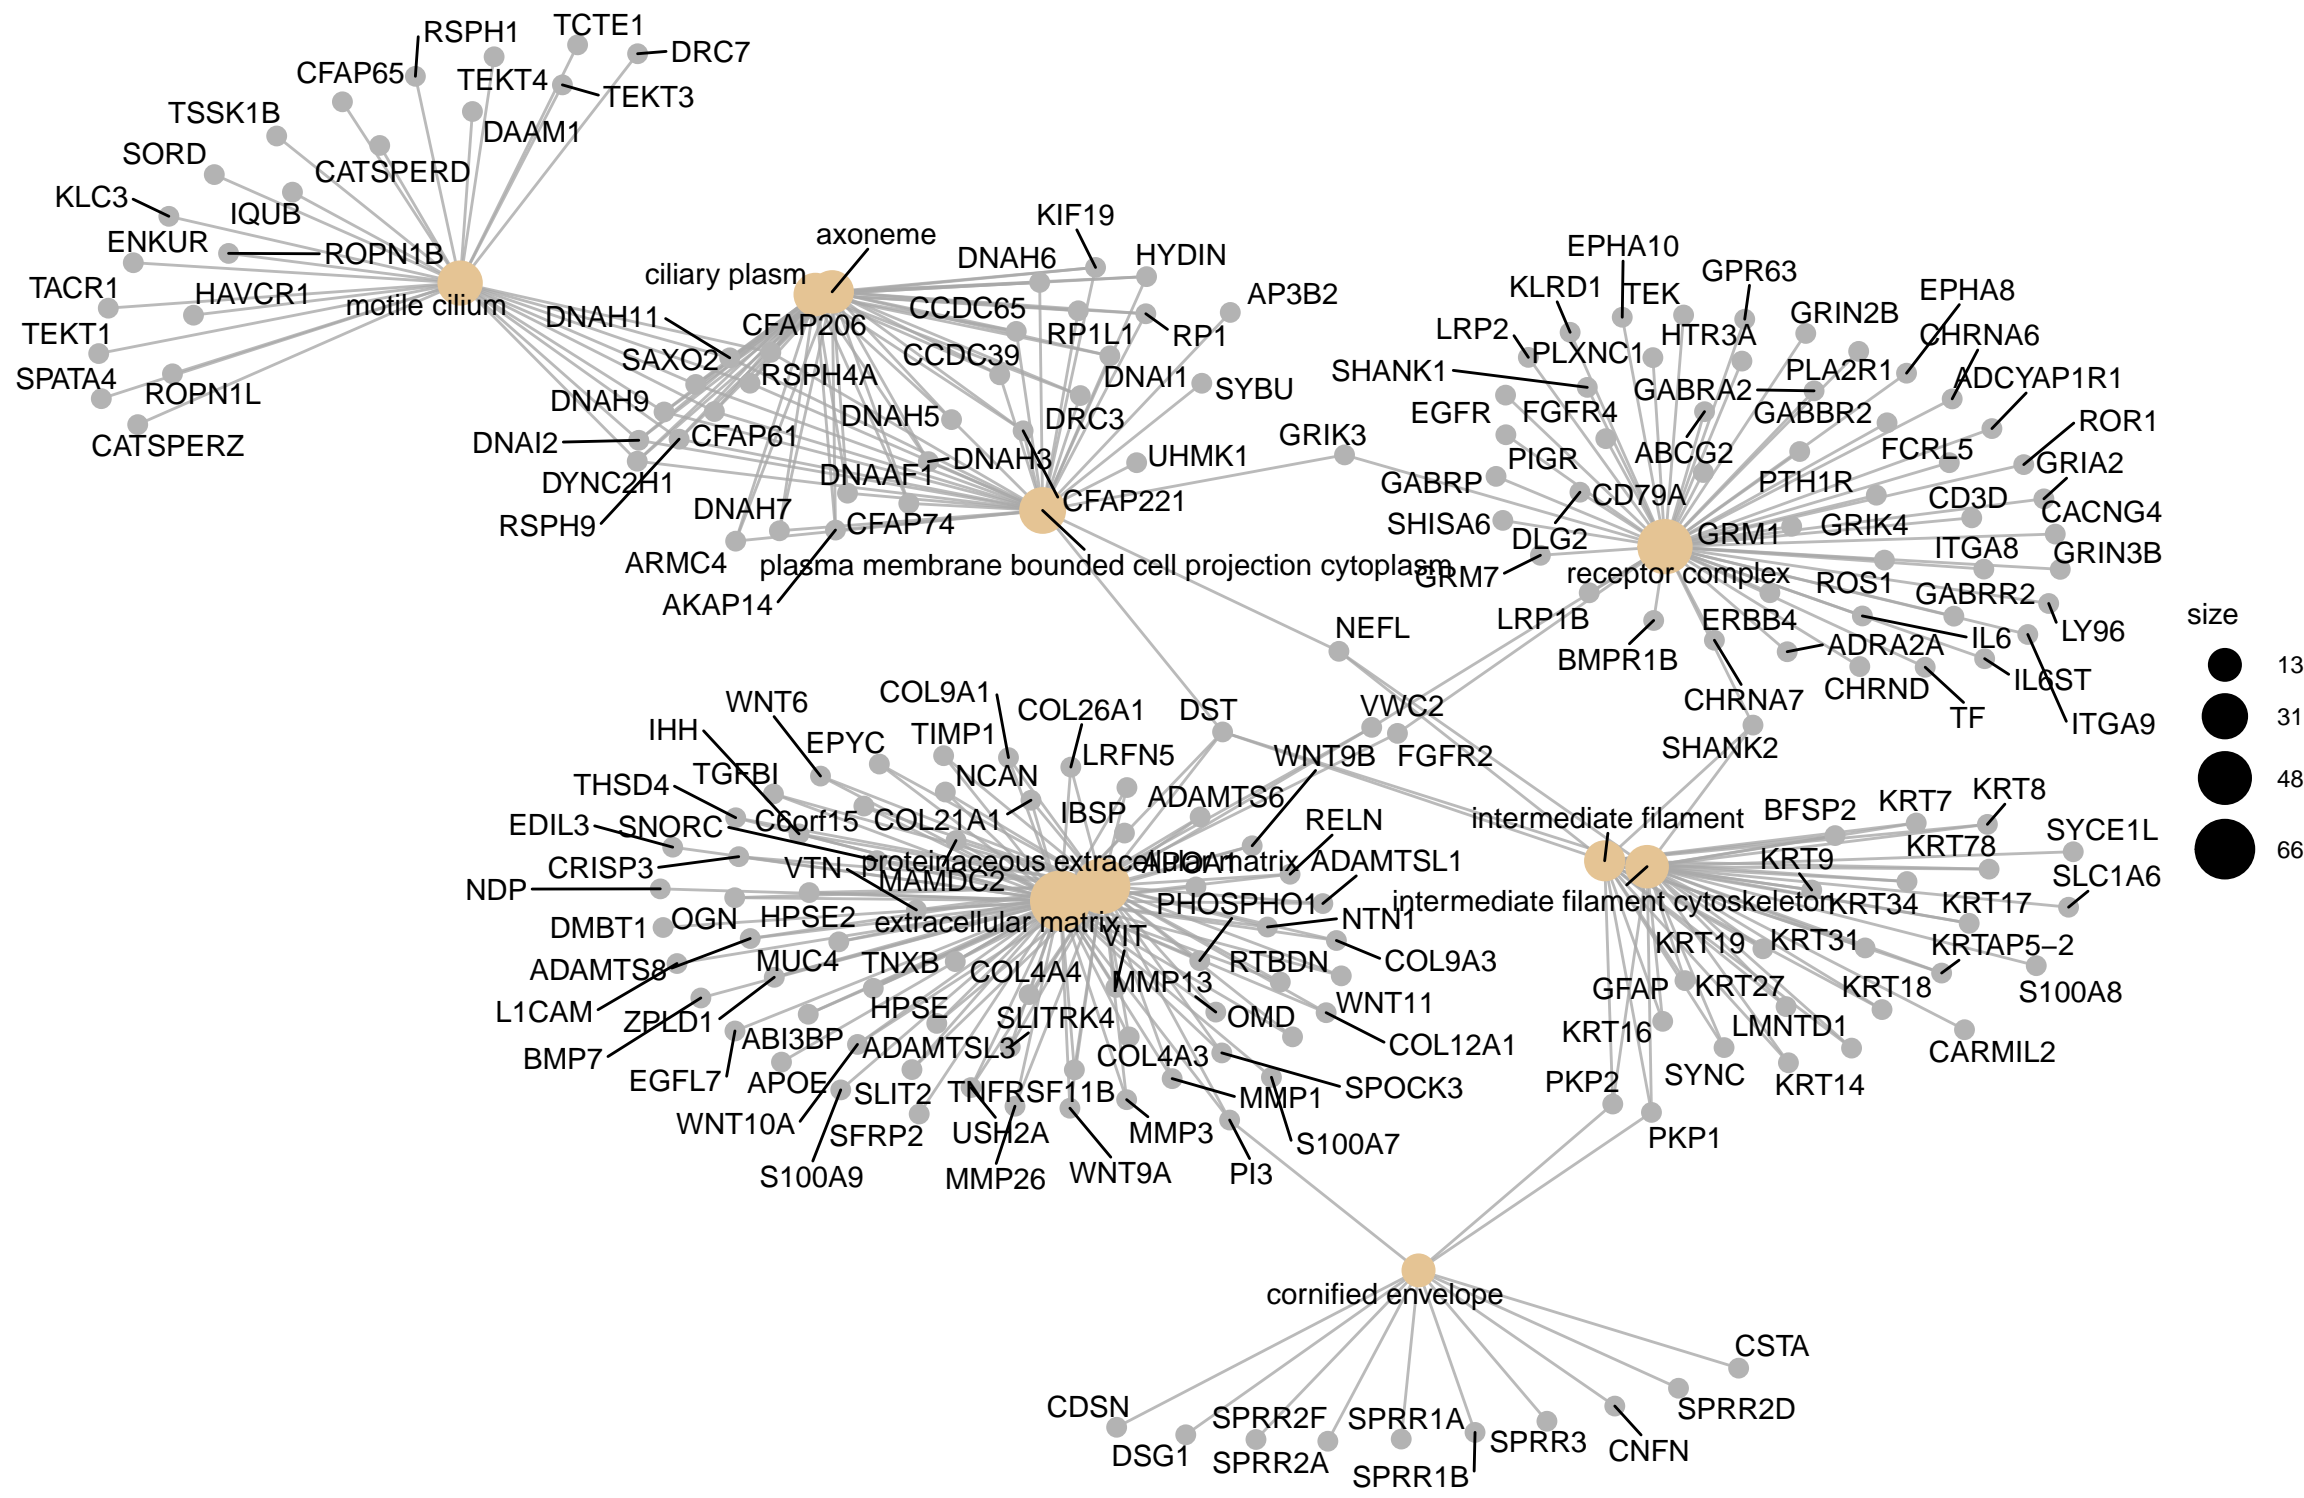 RSPH1
TCTE1
DRC7
CFAP65
TEKT4
TEKT3
TSSK1B
DAAM1
SORD
CATSPERD
KLC3
IQUB
ENKUR
ROPN1B
TACR1
HAVCR1
motile cilium
TEKT1
SPATA4
ROPN1L
CATSPERZ
axoneme
KIF19
ciliary plasm
DNAH6
HYDIN
AP3B2
DNAH11
CFAP206
CCDC65
RP1L1
RP1
SAXO2
CCDC39
RSPH4A
DNAI1
SYBU
DNAH9
DNAH5
DRC3
DNAI2
CFAP61
DNAH3
UHMK1
GRIK3
DYNC2H1
DNAAF1
RSPH9
DNAH7
CFAP74
CFAP221
ARMC4
plasma membrane bounded cell projection cytoplasm
AKAP14
EPHA10
GPR63
KLRD1
TEK
EPHA8
LRP2
HTR3A
GRIN2B
CHRNA6
PLXNC1
SHANK1
PLA2R1
ADCYAP1R1
GABRA2
EGFR
FGFR4
GABBR2
ROR1
PIGR
ABCG2
FCRL5
GRIA2
GABRP
CD79A
PTH1R
CD3D
CACNG4
SHISA6
DLG2
GRM1
GRIK4
ITGA8
GRIN3B
GRM7
receptor complex
ROS1
GABRR2
LRP1B
ERBB4
IL6
LY96
BMPR1B
ADRA2A
IL6ST
CHRNA7
CHRND
TF
ITGA9
SHANK2
NEFL
size
13
31
48
66
WNT6
COL9A1
COL26A1
DST
VWC2
IHH
EPYC
TIMP1
LRFN5
WNT9B
FGFR2
THSD4
TGFBI
NCAN
ADAMTS6
EDIL3
SNORC
C6orf15
COL21A1
IBSP
RELN
CRISP3
VTN
proteinaceous extracellular matrix
APOA1
ADAMTSL1
NDP
MAMDC2
PHOSPHO1
NTN1
DMBT1
OGN
HPSE2
extracellular matrix
VIT
ADAMTS8
MUC4
TNXB
COL4A4
MMP13
RTBDN
COL9A3
L1CAM
ZPLD1
HPSE
SLITRK4
OMD
WNT11
BMP7
ABI3BP
ADAMTSL3
COL4A3
COL12A1
EGFL7
APOE
SLIT2
TNFRSF11B
MMP1
SPOCK3
WNT10A
SFRP2
USH2A
MMP3
S100A7
S100A9
MMP26
WNT9A
PI3
intermediate filament
BFSP2
KRT7
KRT8
SYCE1L
KRT9
KRT78
SLC1A6
intermediate filament cytoskeleton
KRT34
KRT17
KRT19
KRT31
KRTAP5−2
GFAP
KRT27
KRT18
S100A8
KRT16
LMNTD1
CARMIL2
PKP2
SYNC
KRT14
PKP1
cornified envelope
CSTA
CDSN
SPRR2F
SPRR1A
SPRR2D
DSG1
SPRR2A
SPRR1B
SPRR3
CNFN